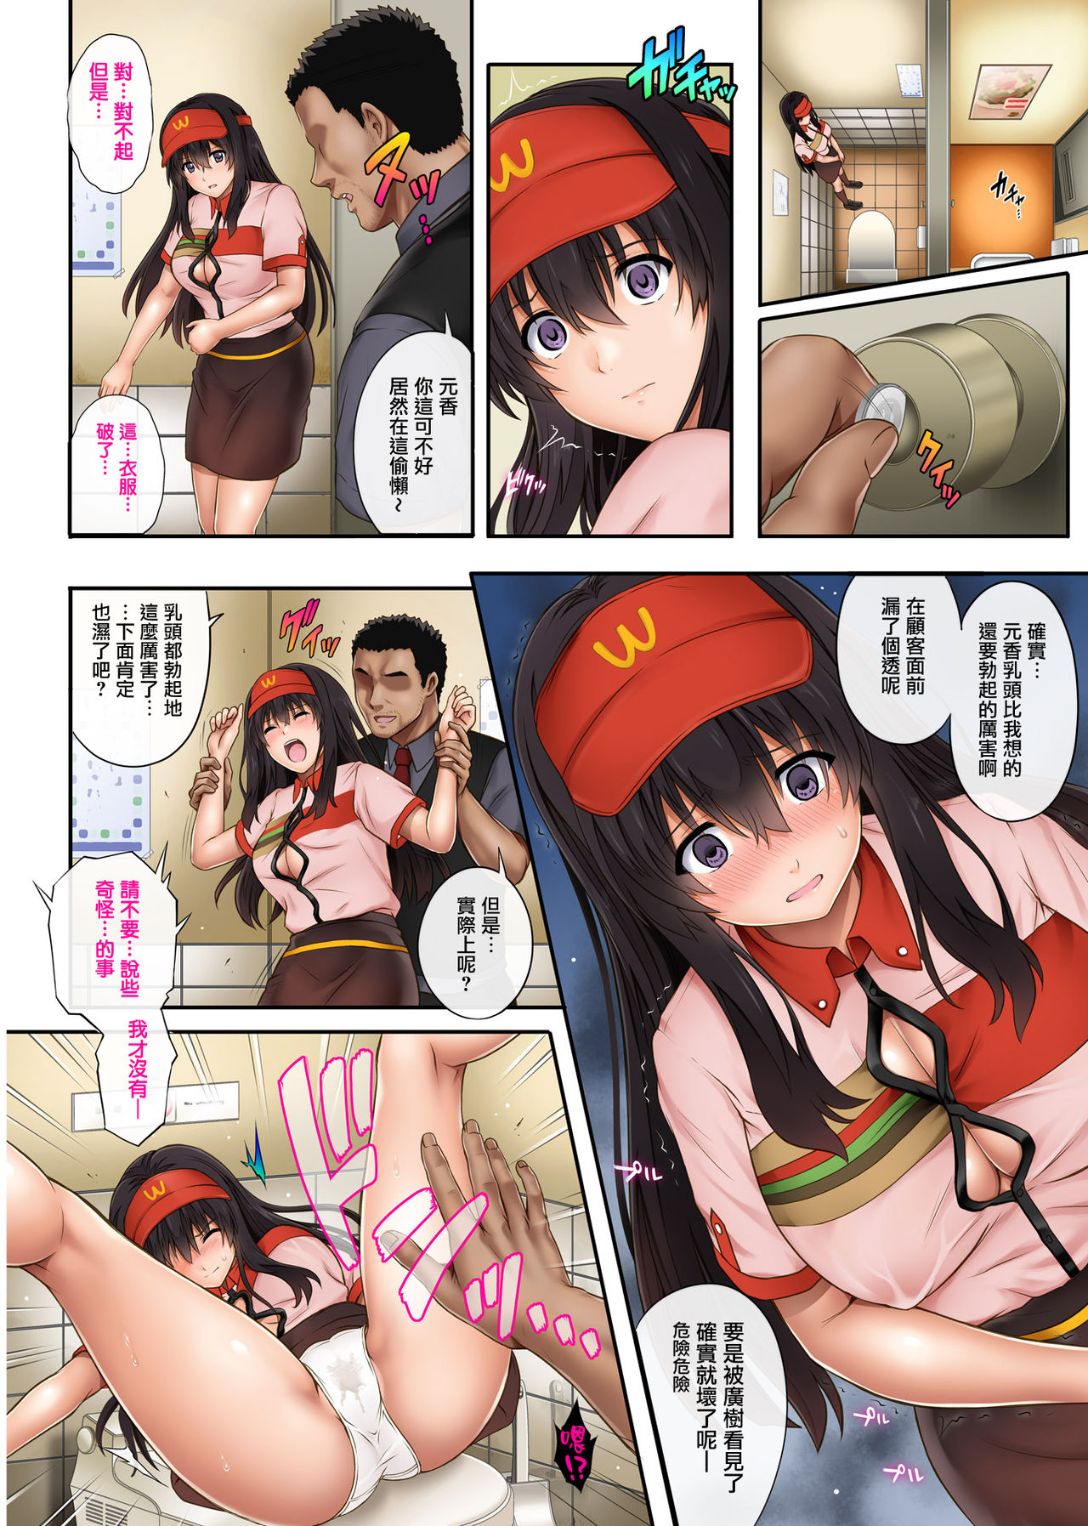 ガチャ…
クイッ
ガチャッ
ビクッ
タッ…
元香
你這可不好
居然在這偷懶~
對…對不起
但是…
這…衣服…
破了…
確實…
元香乳頭比我想的
還要勃起的厲害啊
在顧客面前
漏了個透呢
プル
プル
プル
要是被廣樹看見了
確實就壞了呢—
危險危險
グイッ
乳頭都勃起地
這麼厲害了…
…下面肯定
也濕了吧?
但是…
實際上呢?
請不要…說些
奇怪…的事
我才沒有—
ドンッ…
喂!?